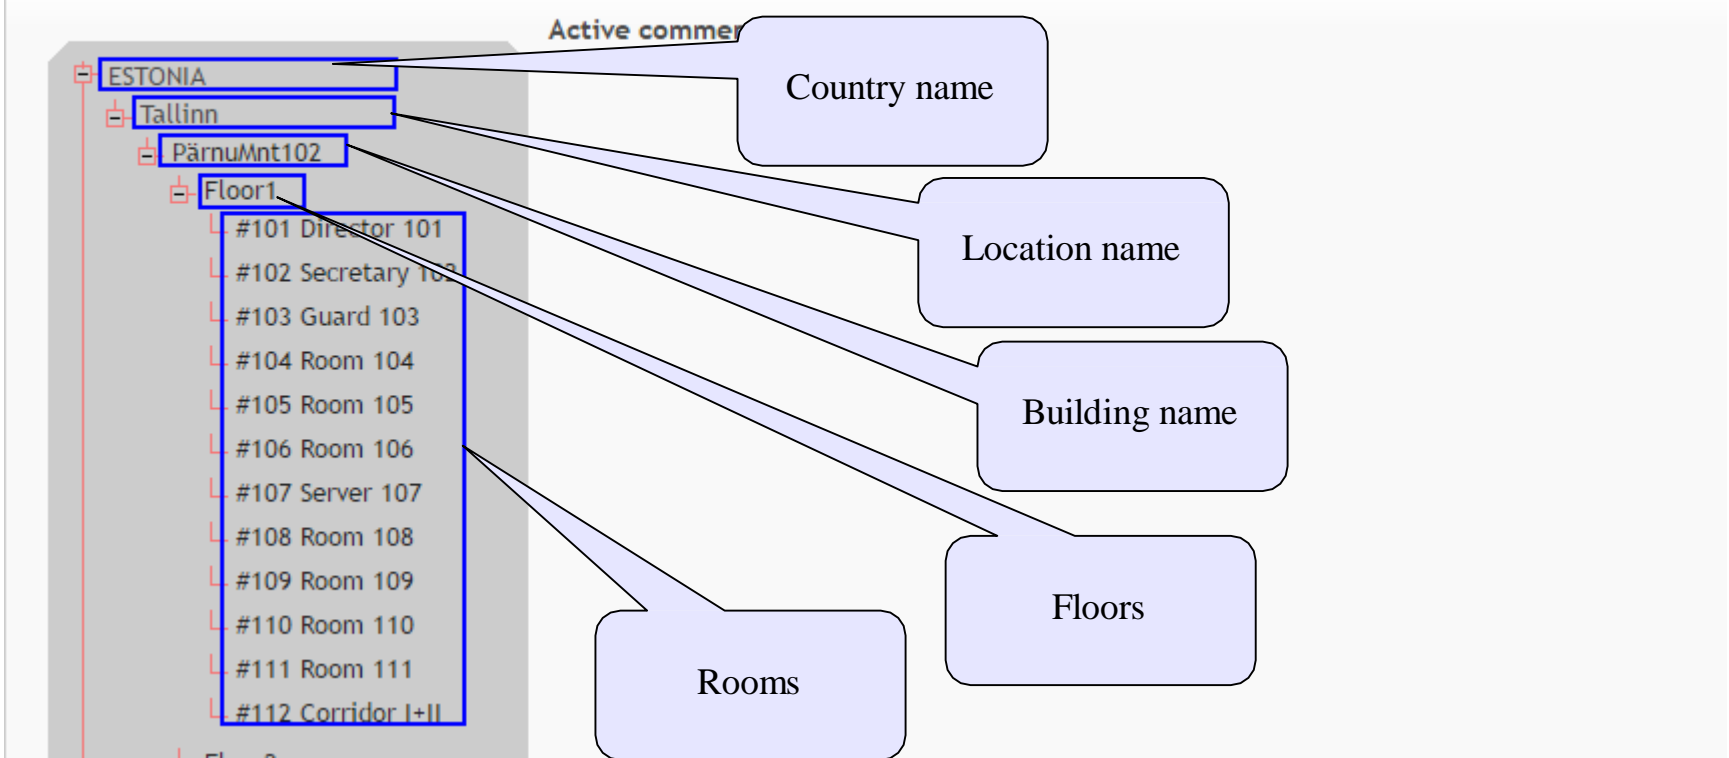 Active commen
ESTONIA
Country name
Tallinn
PärnuMnt102
Floor1
#101 Director 101
Location name
#102 Secretary 102
#103 Guard 103
#104 Room 104
#105 Room 105
Building name
#106 Room 106
#107 Server 107
#108 Room 108
#109 Room 109
Floors
#110 Room 110
#111 Room 111
Rooms
#112 Corridor I+II